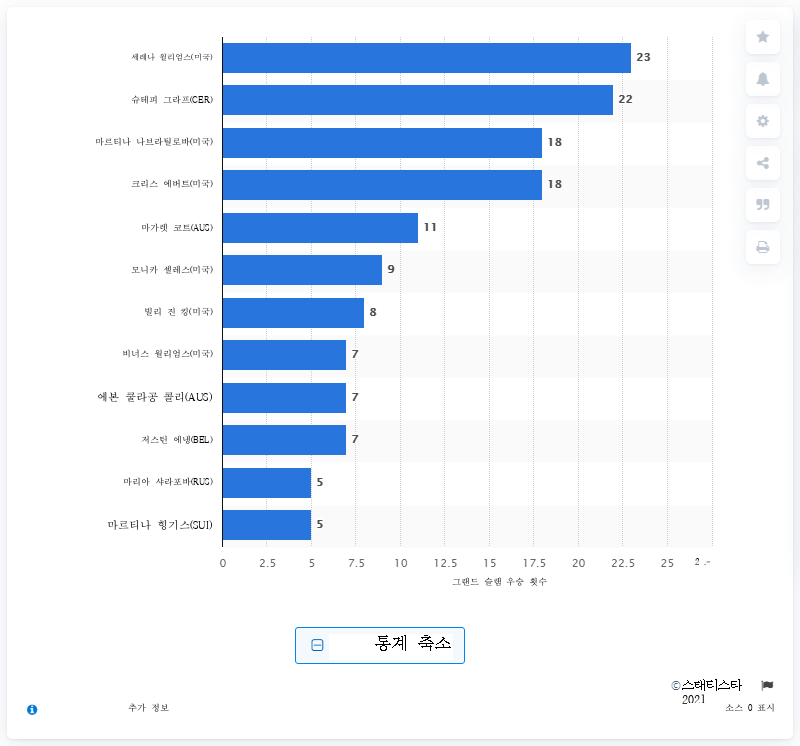 세레나 윌리엄스(미국) 23
슈테피 그라프(GER) 22
마르티나 나브라틸로바(미국) 18
크리스 에버트(미국) 18
마가렛 코트(AUS) 11
모니카 셀레스(미국) 9
빌리 진 킹(미국) 8
비너스 윌리엄스(미국) 7
에본 굴라공 콜리(AUS) 7
저스틴 에넹(BEL) 7
마리아 샤라포바(RUS) 5
마르티나 힝기스(SUI) 5
0 2.5 5 7.5 10 12.5 15 17.5 20 22.5 25
그랜드 슬램 우승 횟수
통계 축소
©스태티스타
2021
추가 정보 소스 0 표시